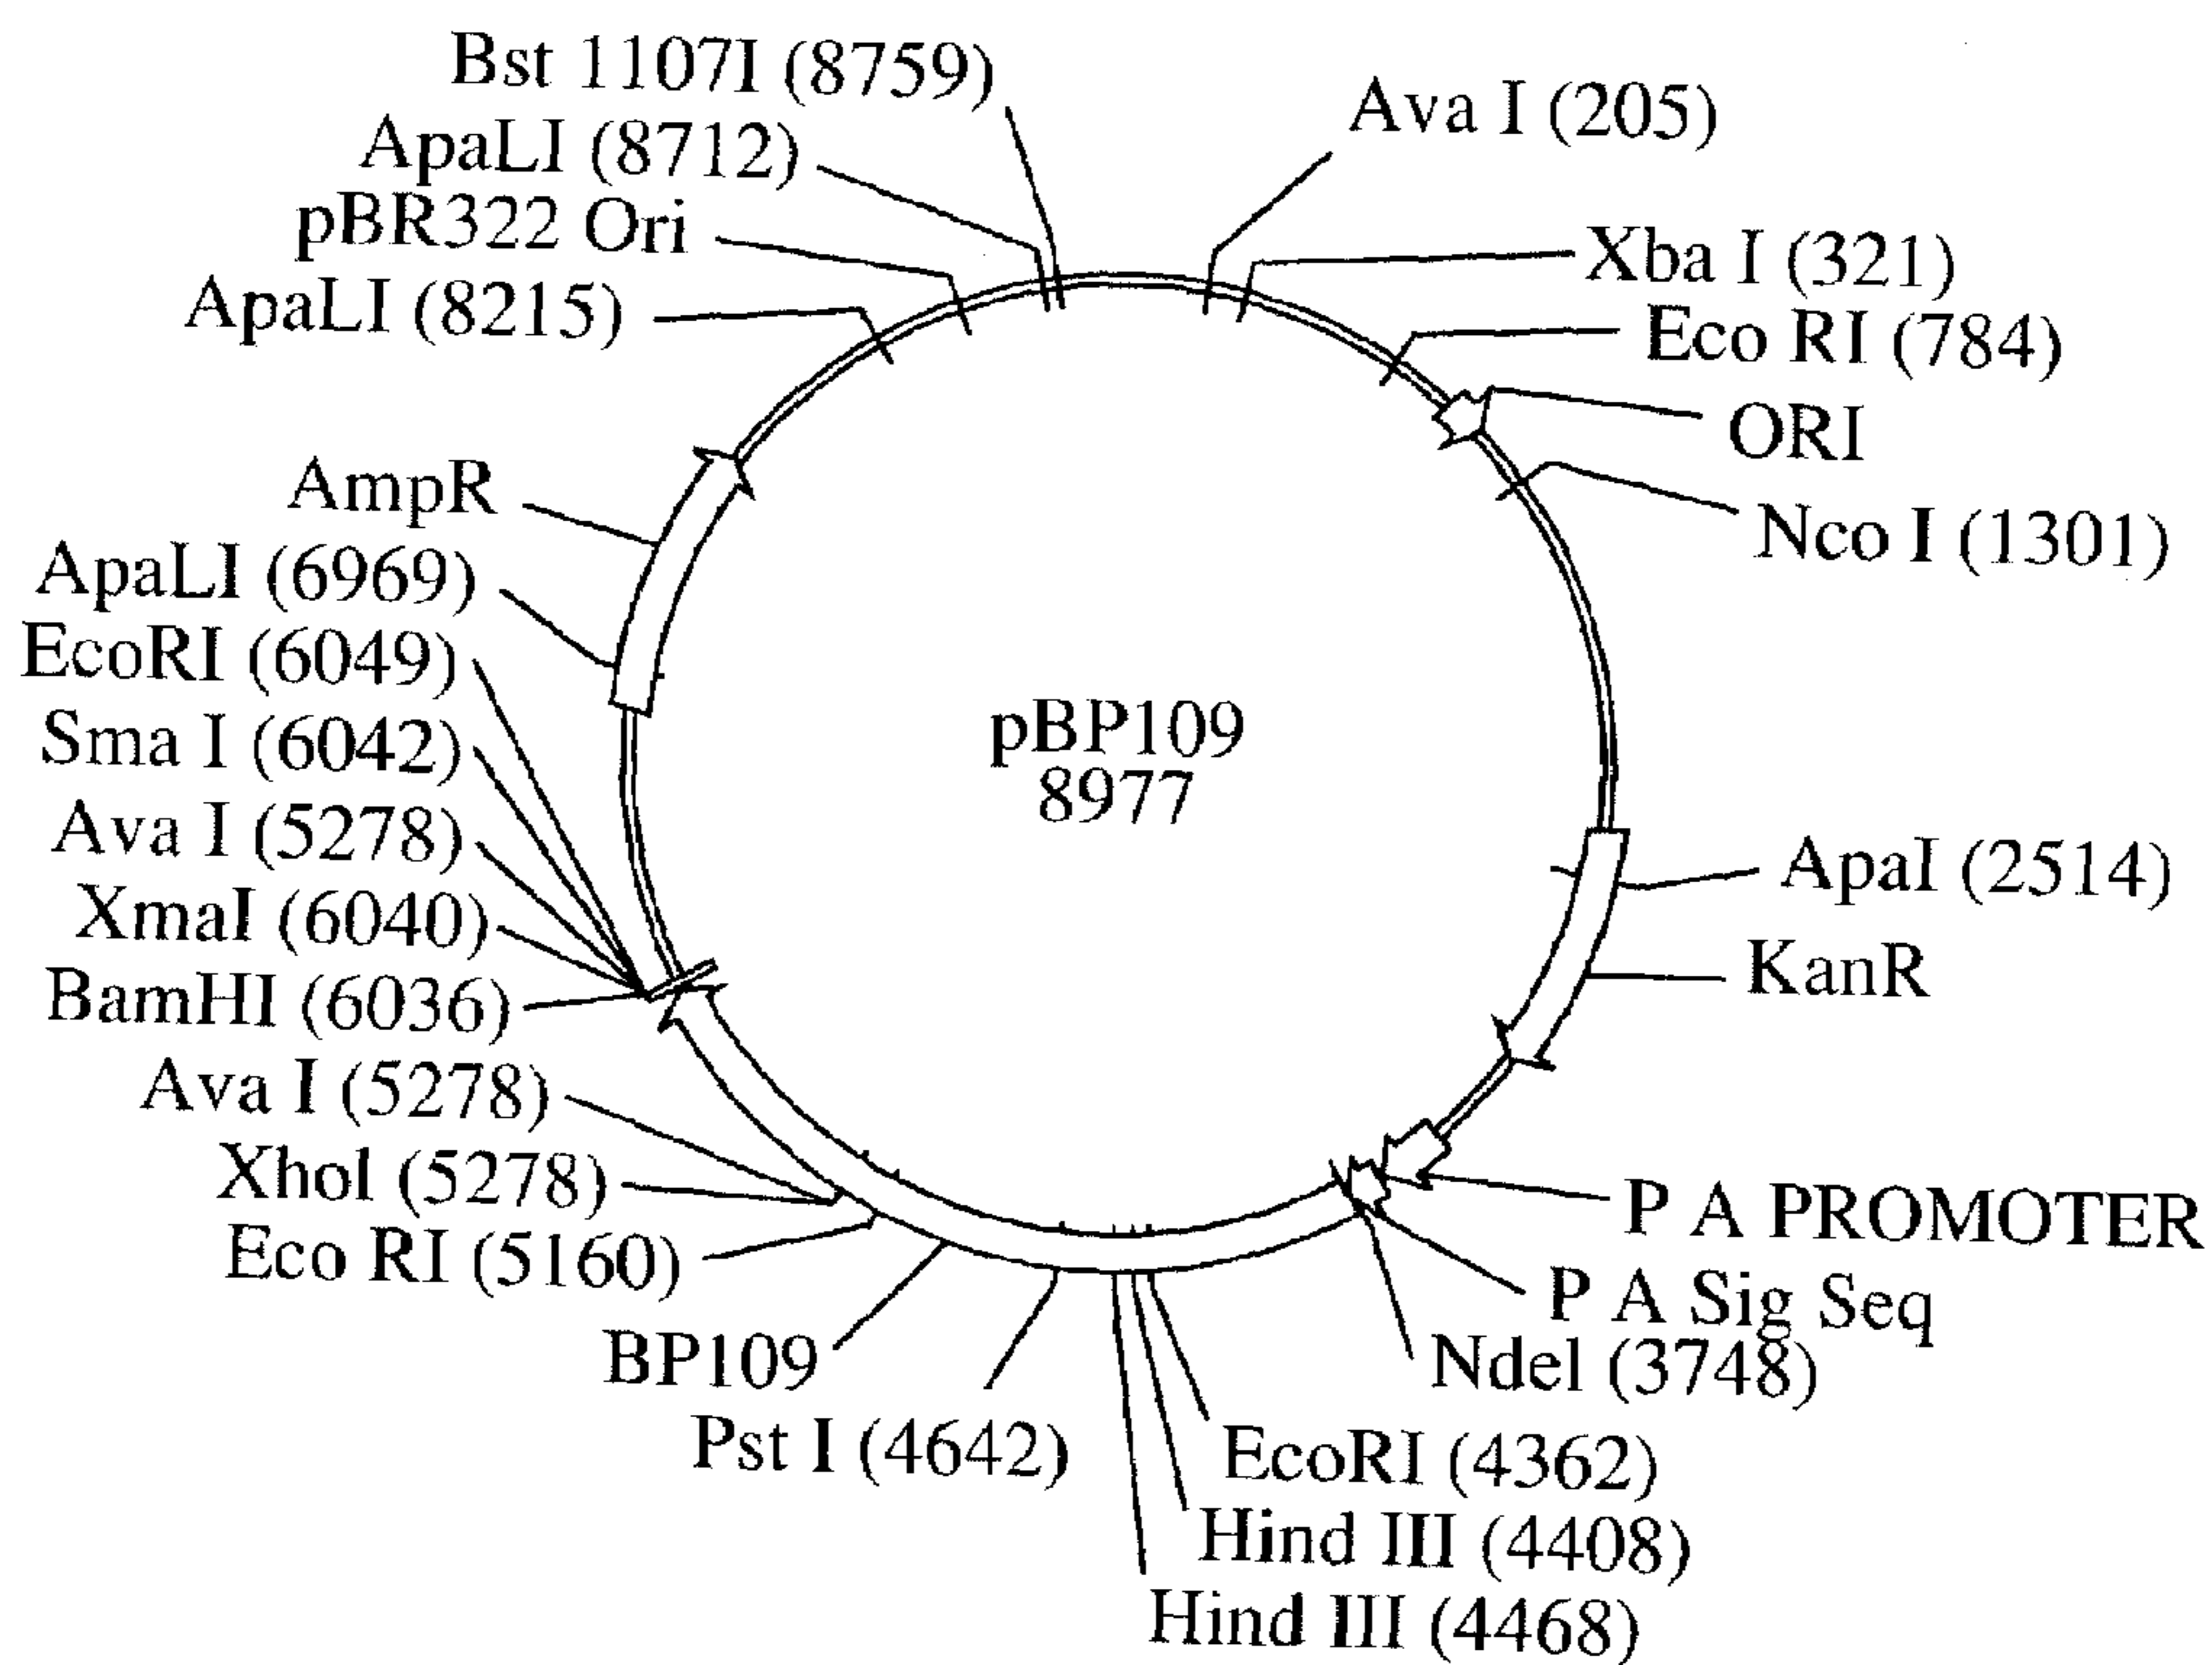 Bst 1107I (8759)
ApaLI (8712)
pBR322 Ori
ApaLI (8215)
AmpR
ApaLI (6969)
EcoRI (6049)
Sma I (6042)
Ava I (5278)
XmaI (6040)
BamHI (6036)
Ava I (5278)
XhoI (5278)
Eco RI (5160)
BP109
Pst I (4642)
Ava I (205)
Xba I (321)
Eco RI (784)
ORI
Nco I (1301)
pBP109
8977
ApaI (2514)
KanR
P A PROMOTER
P A Sig Seq
NdeI (3748)
EcoRI (4362)
Hind III (4408)
Hind III (4468)